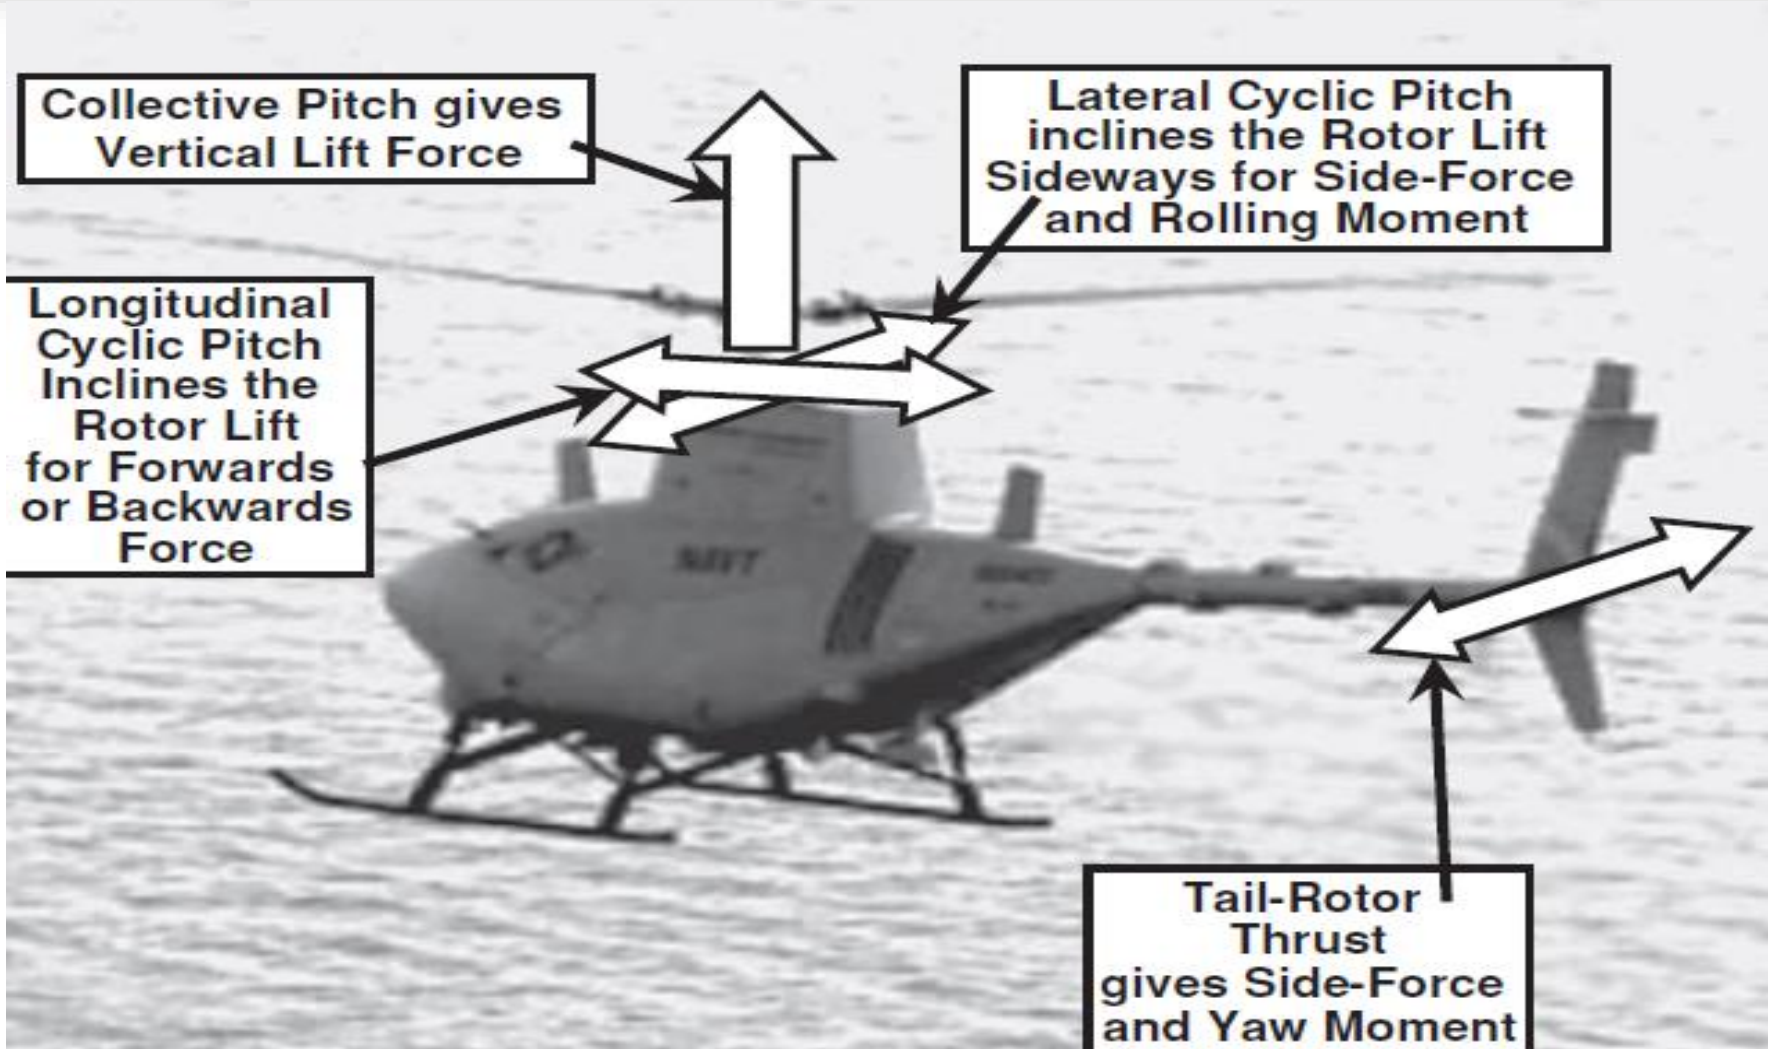 Collective Pitch gives
Vertical Lift Force
Lateral Cyclic Pitch
inclines the Rotor Lift
Sideways for Side-Force
and Rolling Moment
Longitudinal
Cyclic Pitch
Inclines the
Rotor Lift
for Forwards
or Backwards
Force
NAVY
Tail-Rotor
Thrust
gives Side-Force
and Yaw Moment